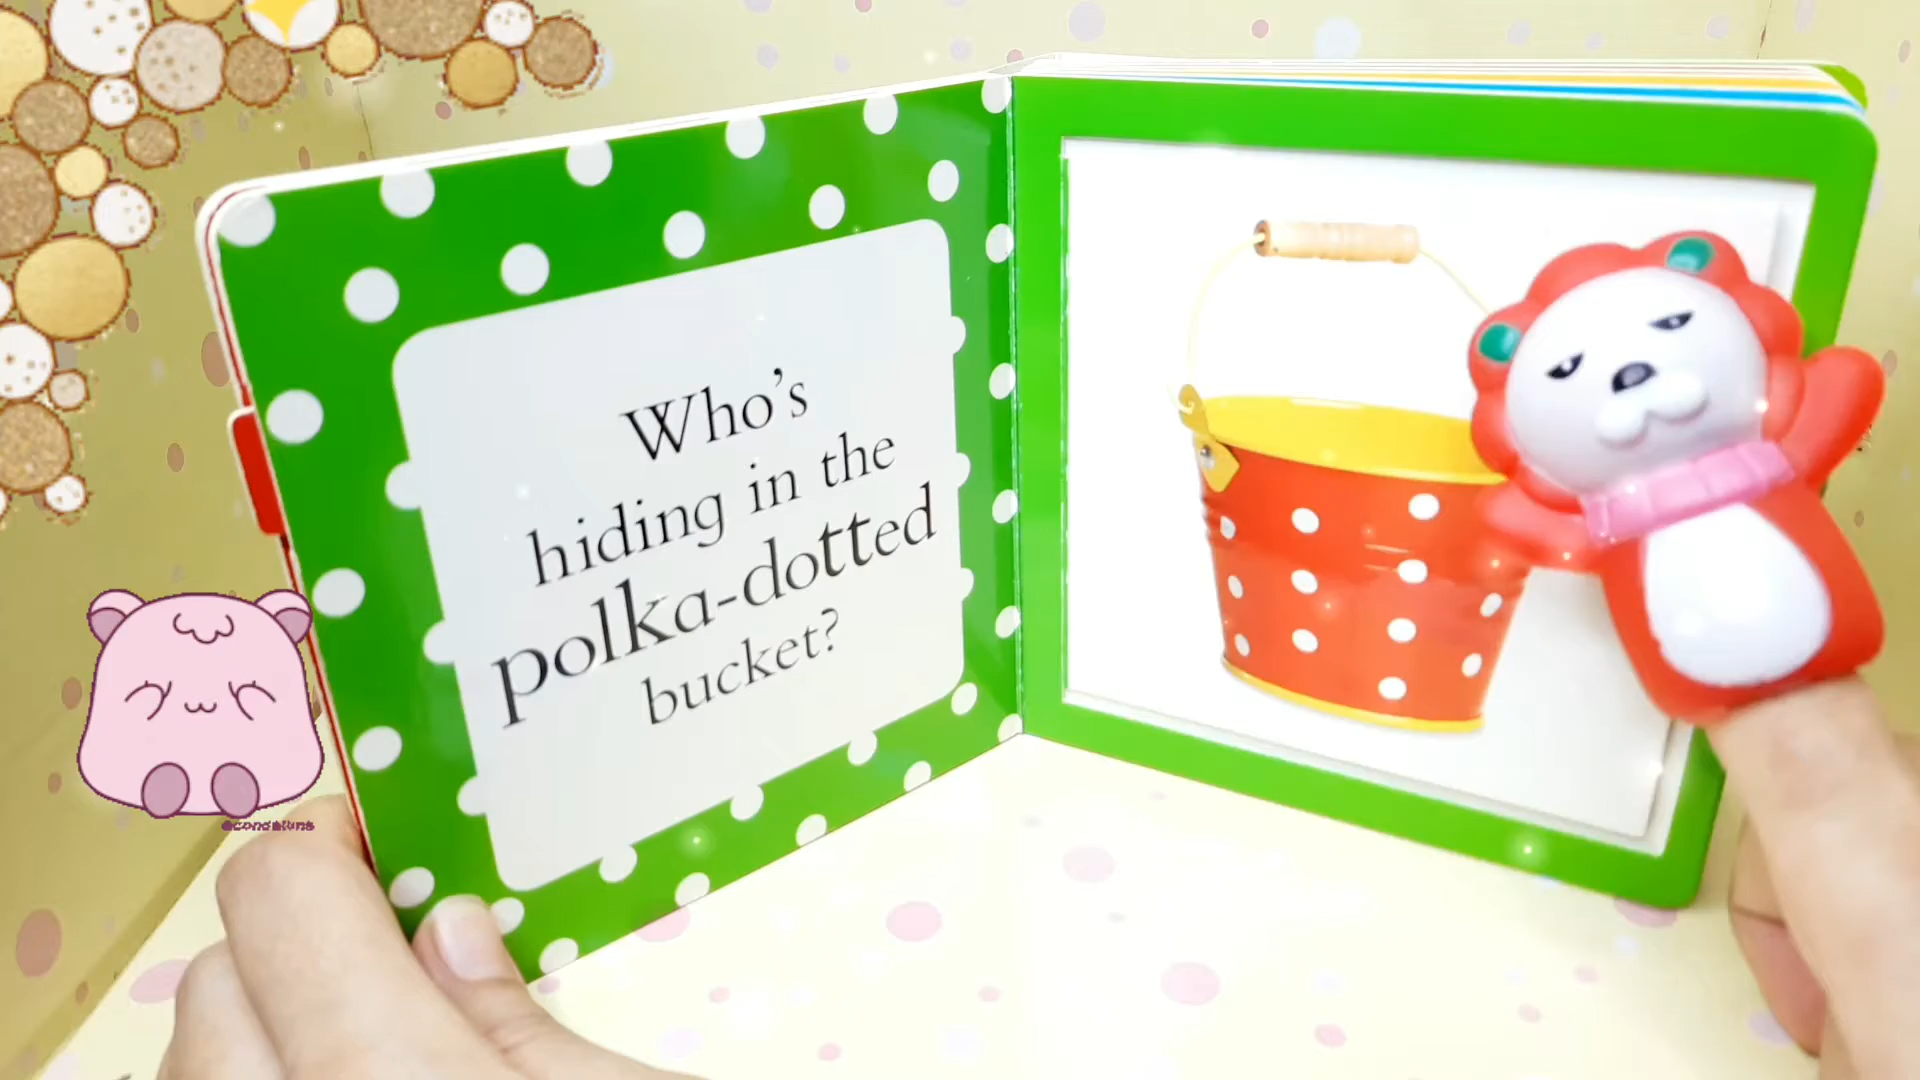 Who's
hiding in the
polka-dotted
bucket?